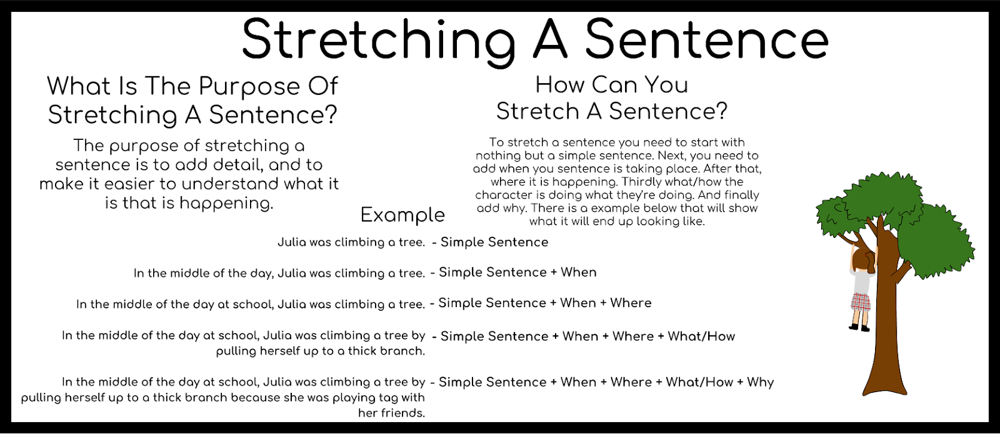 Stretching A Sentence
What Is The Purpose Of
Stretching A Sentence?
The purpose of stretching a
sentence is to add detail, and to
make it easier to understand what it
is that is happening.
How Can You
Stretch A Sentence?
To stretch a sentence you need to start with
nothing but a simple sentence. Next, you need to
add when you sentence is taking place. After that,
where it is happening. Thirdly what/how the
character is doing what they're doing. And finally
add why. There is a example below that will show
what it will end up looking like.
Example
Julia was climbing a tree. - Simple Sentence
In the middle of the day, Julia was climbing a tree. - Simple Sentence + When
In the middle of the day at school, Julia was climbing a tree. - Simple Sentence + When + Where
In the middle of the day at school, Julia was climbing a tree by - Simple Sentence + When + Where + What/How
pulling herself up to a thick branch.
In the middle of the day at school, Julia was climbing a tree by - Simple Sentence + When + Where + What/How + Why
pulling herself up to a thick branch because she was playing tag with
her friends.